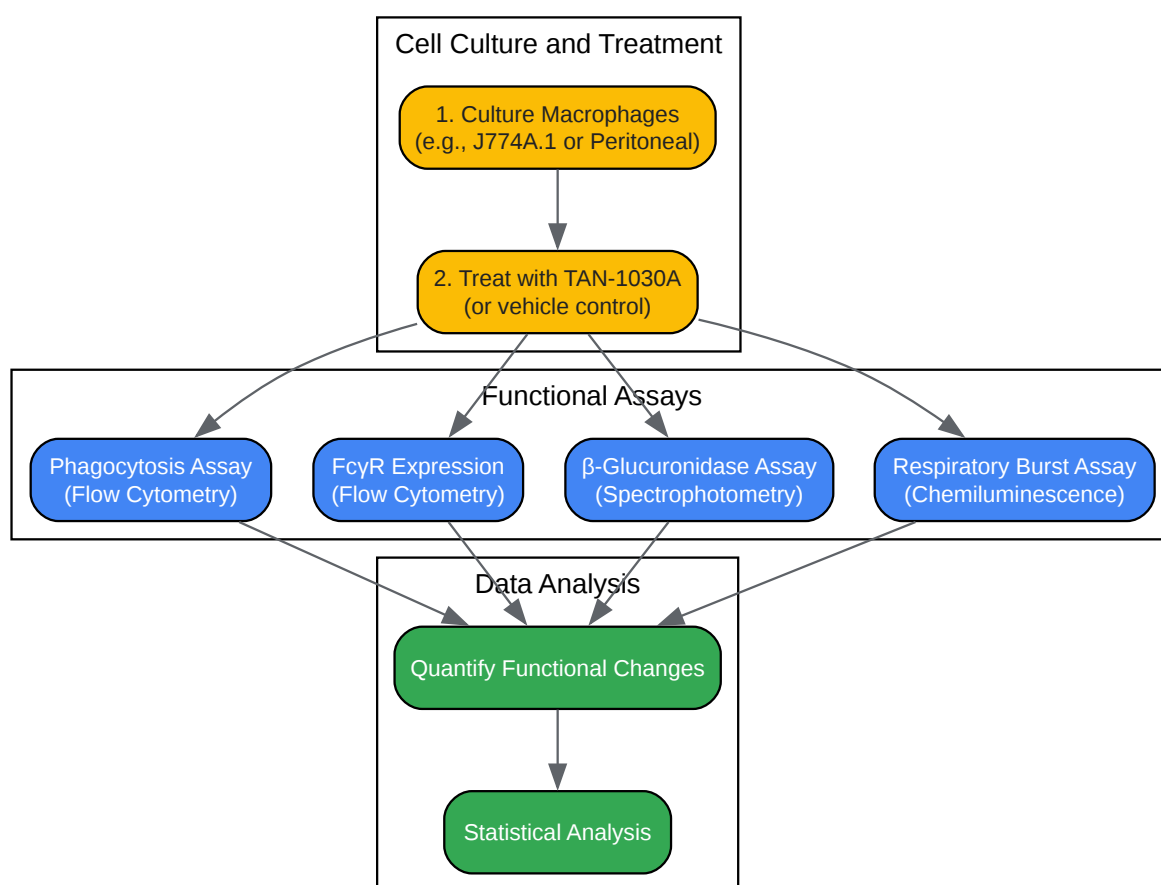 Cell Culture and Treatment
1. Culture Macrophages
(e.g., J774A.1 or Peritoneal)
2. Treat with TAN-1030A
(or vehicle control)
Functional Assays
Phagocytosis Assay
(Flow Cytometry)
FcγR Expression
(Flow Cytometry)
β-Glucuronidase Assay
(Spectrophotometry)
Respiratory Burst Assay
(Chemiluminescence)
Data Analysis
Quantify Functional Changes
Statistical Analysis